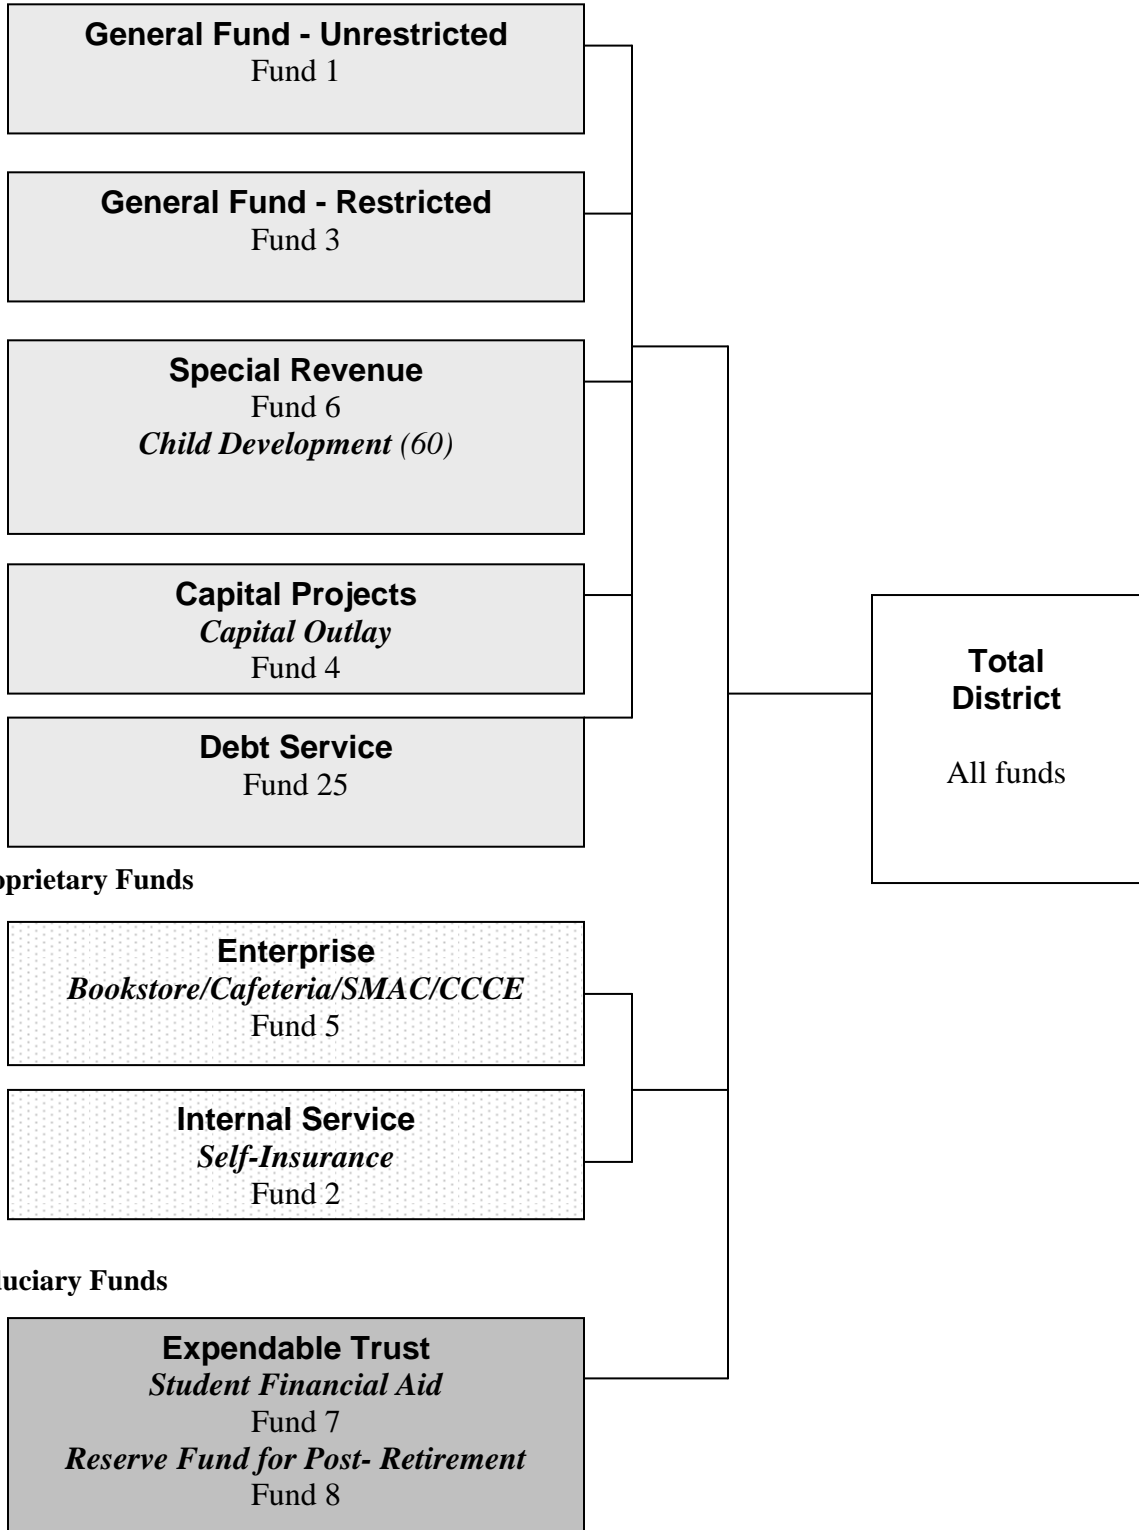 General Fund - Unrestricted
Fund 1
General Fund - Restricted
Fund 3
Special Revenue
Fund 6
Child Development (60)
Capital Projects
Capital Outlay
Fund 4
Debt Service
Fund 25
Total
District
All funds
oprietary Funds
Enterprise
Bookstore/Cafeteria/SMAC/CCCE
Fund 5
Internal Service
Self-Insurance
Fund 2
duciary Funds
Expendable Trust
Student Financial Aid
Fund 7
Reserve Fund for Post- Retirement
Fund 8